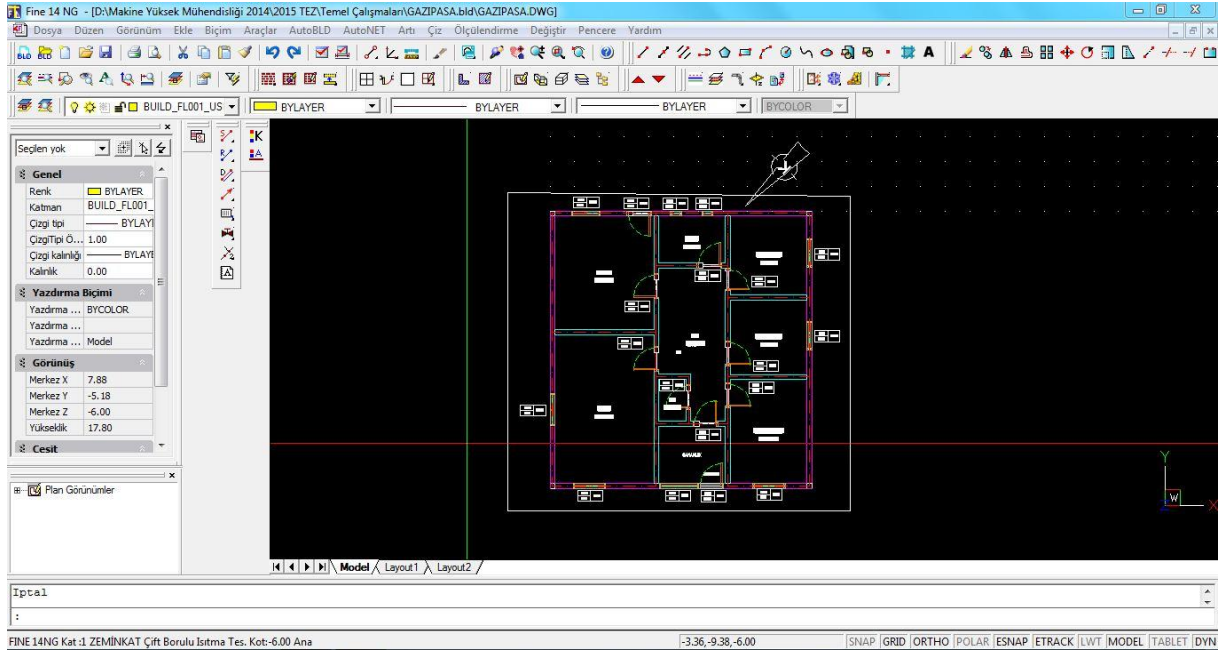 Fine 14 NG - [D:\Makine Yüksek Mühendisliği 2014\2015 TEZ\Temel Çalışmaları\GAZIPASA.bld\GAZIPASA.DWG]
Dosya Düzen Görünüm Ekle Biçim Araçlar AutoBLD AutoNET Artı Çiz Ölçülendirme Değiştir Pencere Yardım
BLD BCD
BUILD_FL001_US BYLAYER BYLAYER BYLAYER BYCOLOR
Seçilen yok
Genel
Renk BYLAYER
Katman BUILD_FL001_
Çizgi tipi BYLAYI
ÇizgiTipi Ö... 1.00
Çizgi kalınlığı BYLAYE
Kalınlık 0.00
Yazdırma Biçimi
Yazdırma ... BYCOLOR
Yazdırma ...
Yazdırma ... Model
Görünüş
Merkez X 7.88
Merkez Y -5.18
Merkez Z -6.00
Yükseklik 17.80
Cesit
Plan Görünümler
Y
W
X
Model Layout1 Layout2
Iptal
:
FINE 14NG Kat :1 ZEMİNKAT Çift Borulu Isıtma Tes. Kot:-6.00 Ana -3.36,-9.38,-6.00 SNAP GRID ORTHO POLAR ESNAP ETRACK LWT MODEL TABLET DYN